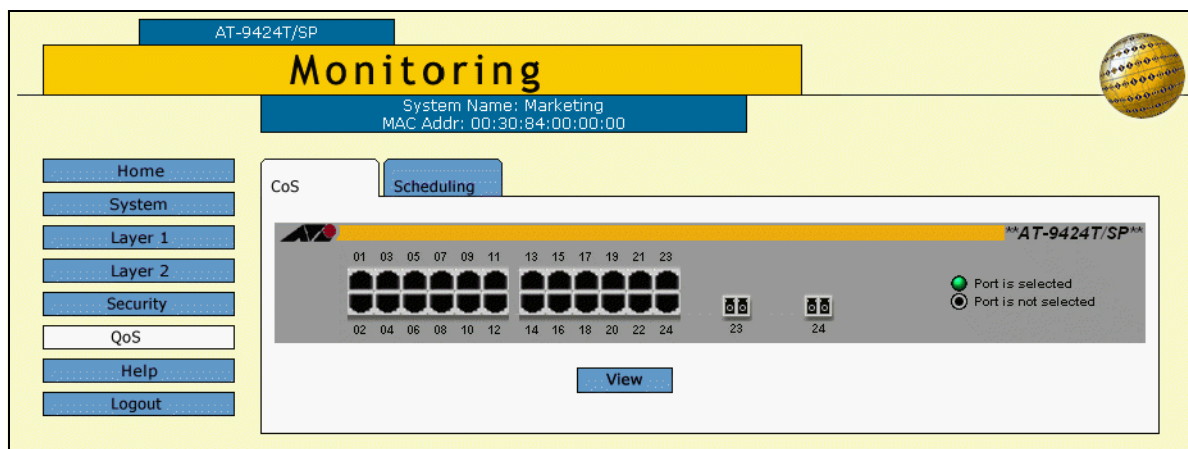 AT-9424T/SP
Monitoring
System Name: Marketing
MAC Addr: 00:30:84:00:00:00
Home
System
Layer 1
Layer 2
Security
QoS
Help
Logout
CoS Scheduling
**AT-9424T/SP**
01 03 05 07 09 11 13 15 17 19 21 23
Port is selected
Port is not selected
02 04 06 08 10 12 14 16 18 20 22 24 23 24
View